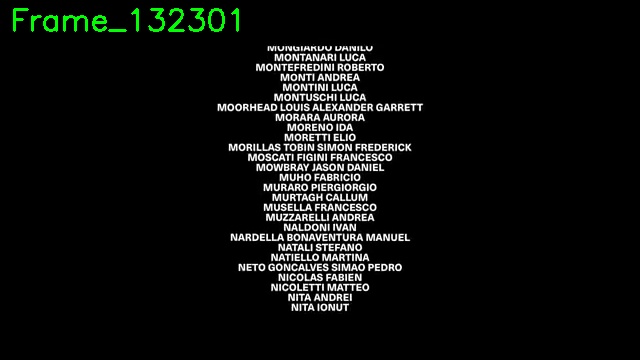 Frame_132301
MONGIARDO DANILO
MONTANARI LUCA
MONTEFREDINI ROBERTO
MONTI ANDREA
MONTINI LUCA
MONTUSCHI LUCA
MOORHEAD LOUIS ALEXANDER GARRETT
MORARA AURORA
MORENO IDA
MORETTI ELIO
MORILLAS TOBIN SIMON FREDERICK
MOSCATI FIGINI FRANCESCO
MOWBRAY JASON DANIEL
MUHO FABRICIO
MURARO PIERGIORGIO
MURTAGH CALLUM
MUSELLA FRANCESCO
MUZZARELLI ANDREA
NALDONI IVAN
NARDELLA BONAVENTURA MANUEL
NATALI STEFANO
NATIELLO MARTINA
NETO GONCALVES SIMAO PEDRO
NICOLAS FABIEN
NICOLETTI MATTEO
NITA ANDREI
NITA IONUT